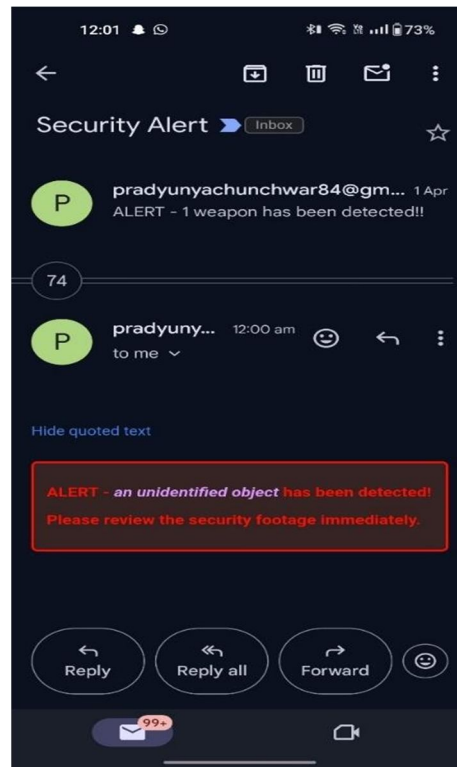 12:01 73%
Security Alert Inbox
P pradyunyachunchwar84@gm... 1 Apr
ALERT - 1 weapon has been detected!!
74
P pradyuny... 12:00 am
to me
Hide quoted text
ALERT - an unidentified object has been detected!
Please review the security footage immediately.
Reply Reply all Forward
99+